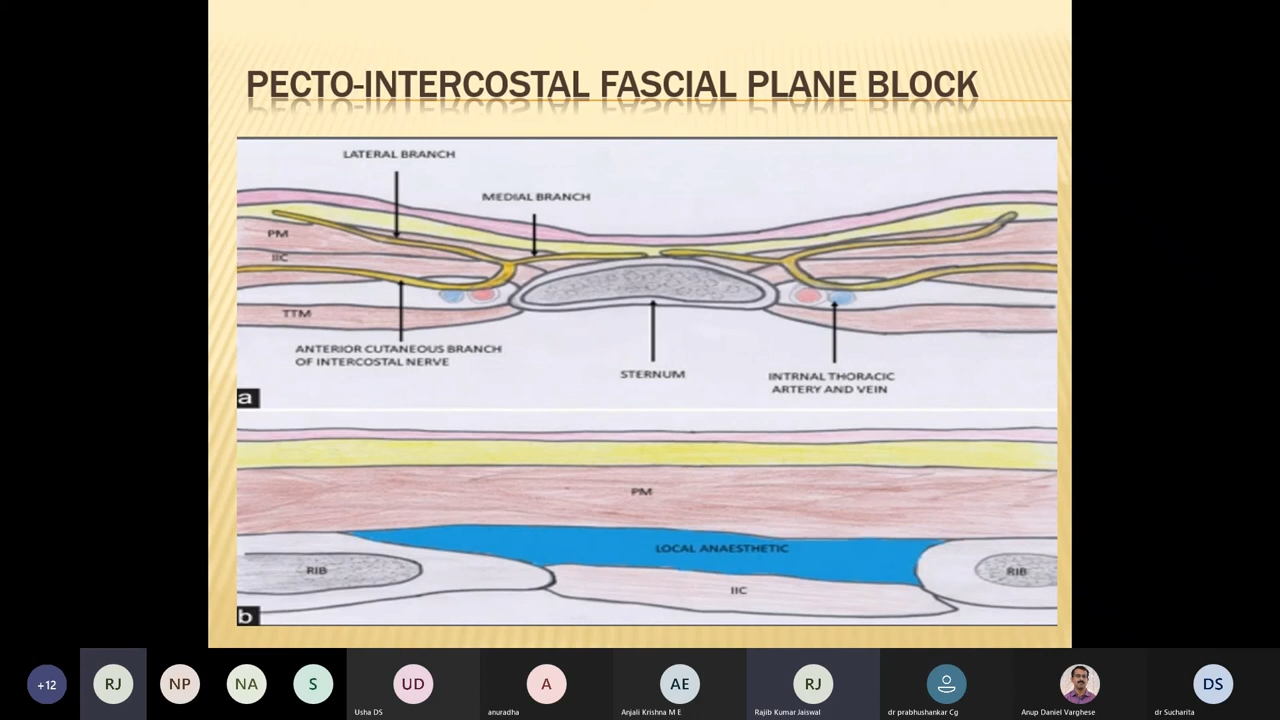 PECTO-INTERCOSTAL FASCIAL PLANE BLOCK
LATERAL BRANCH
MEDIAL BRANCH
PM
IIC
TTM
ANTERIOR CUTANEOUS BRANCH
OF INTERCOSTAL NERVE
STERNUM
INTRNAL THORACIC
ARTERY AND VEIN
a
PM
LOCAL ANAESTHETIC
RIB
RIB
IIC
b
+12
RJ
NP
NA
S
UD
A
AE
RJ
DS
Usha DS
anuradha
Anjali Krishna M E
Rajib Kumar Jaiswal
dr prabhushankar Cg
Anup Daniel Varghese
dr Sucharita